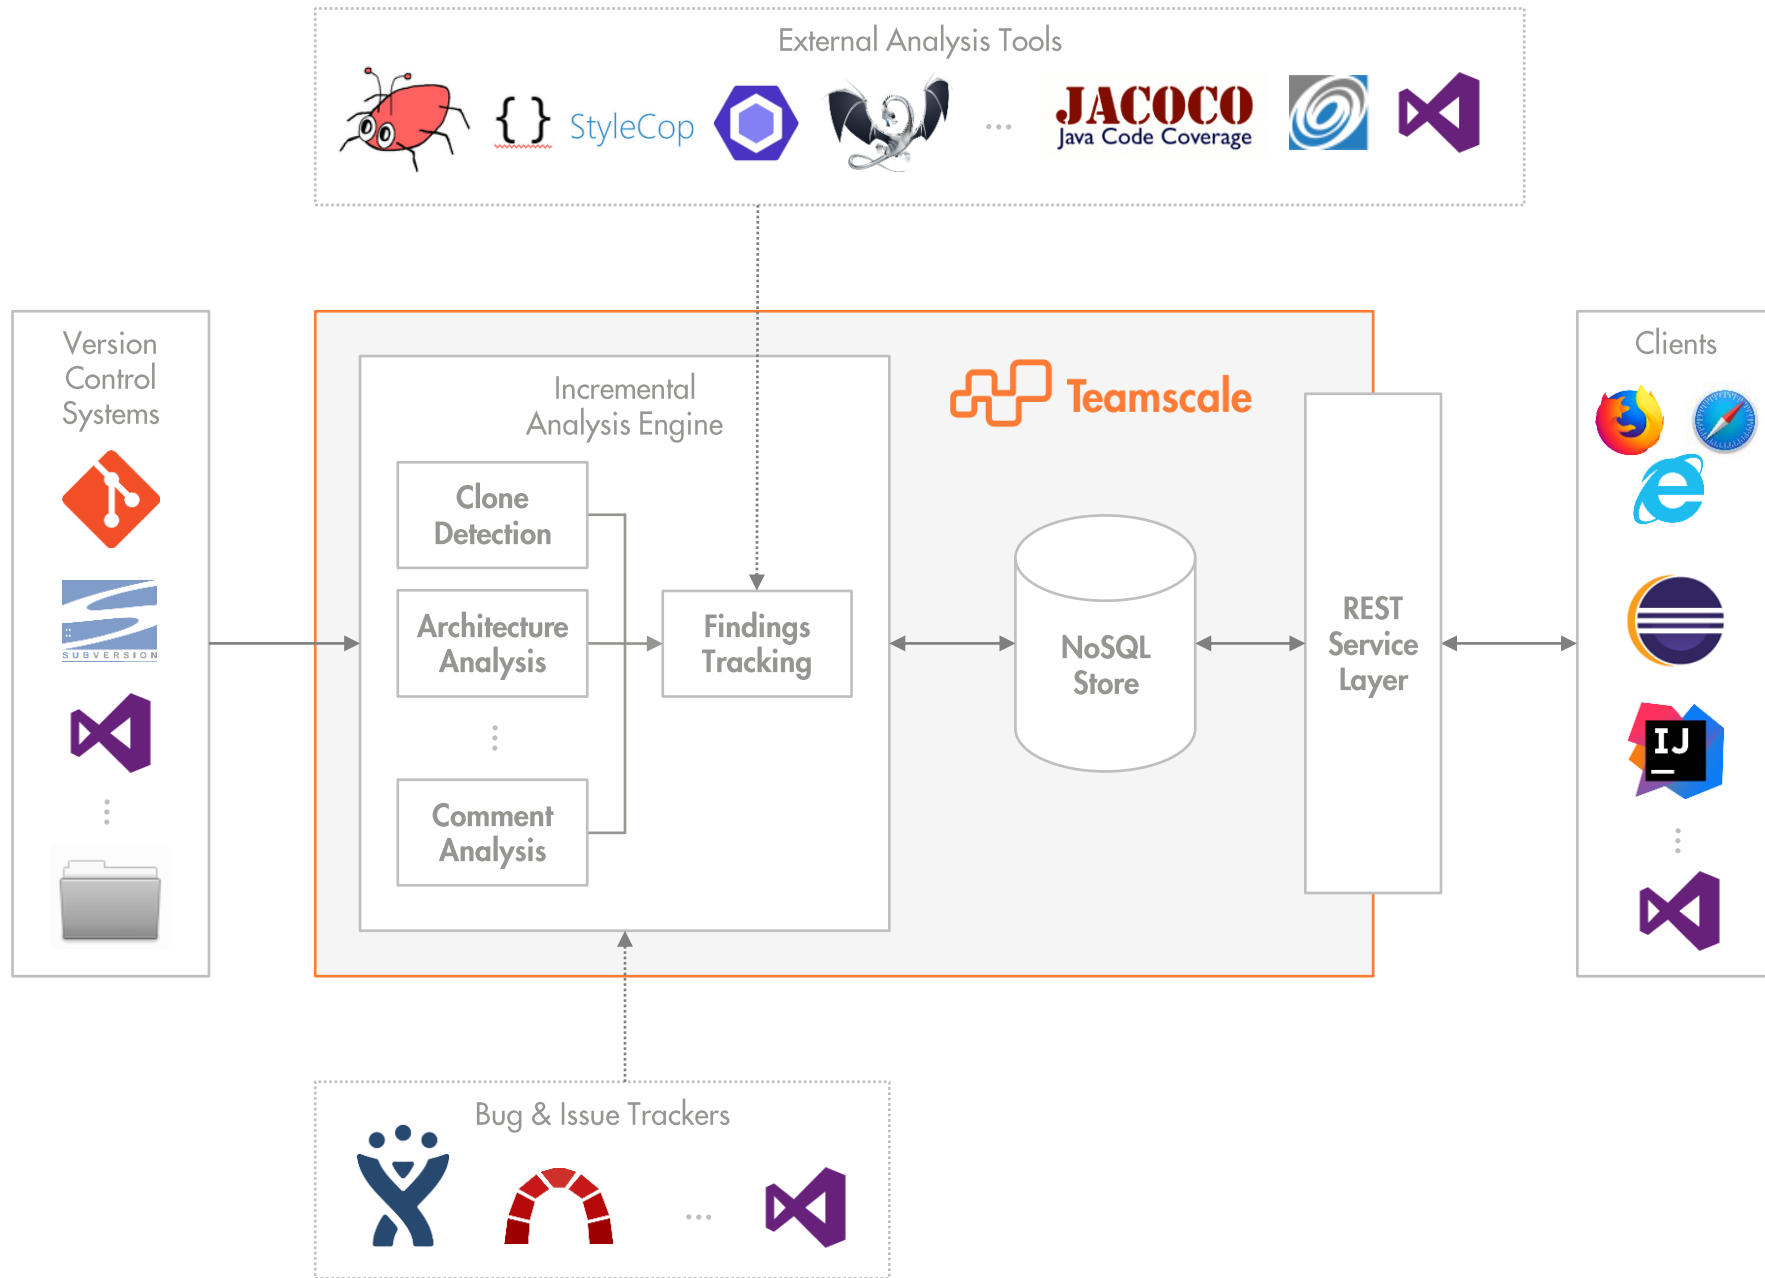 External Analysis Tools
{} StyleCop
...
JACOCO
Java Code Coverage
Version
Control
Systems
SUBVERSION
Incremental
Analysis Engine
Clone
Detection
Architecture
Analysis
Comment
Analysis
Findings
Tracking
Teamscale
NoSQL
Store
REST
Service
Layer
Clients
IJ
Bug & Issue Trackers
...